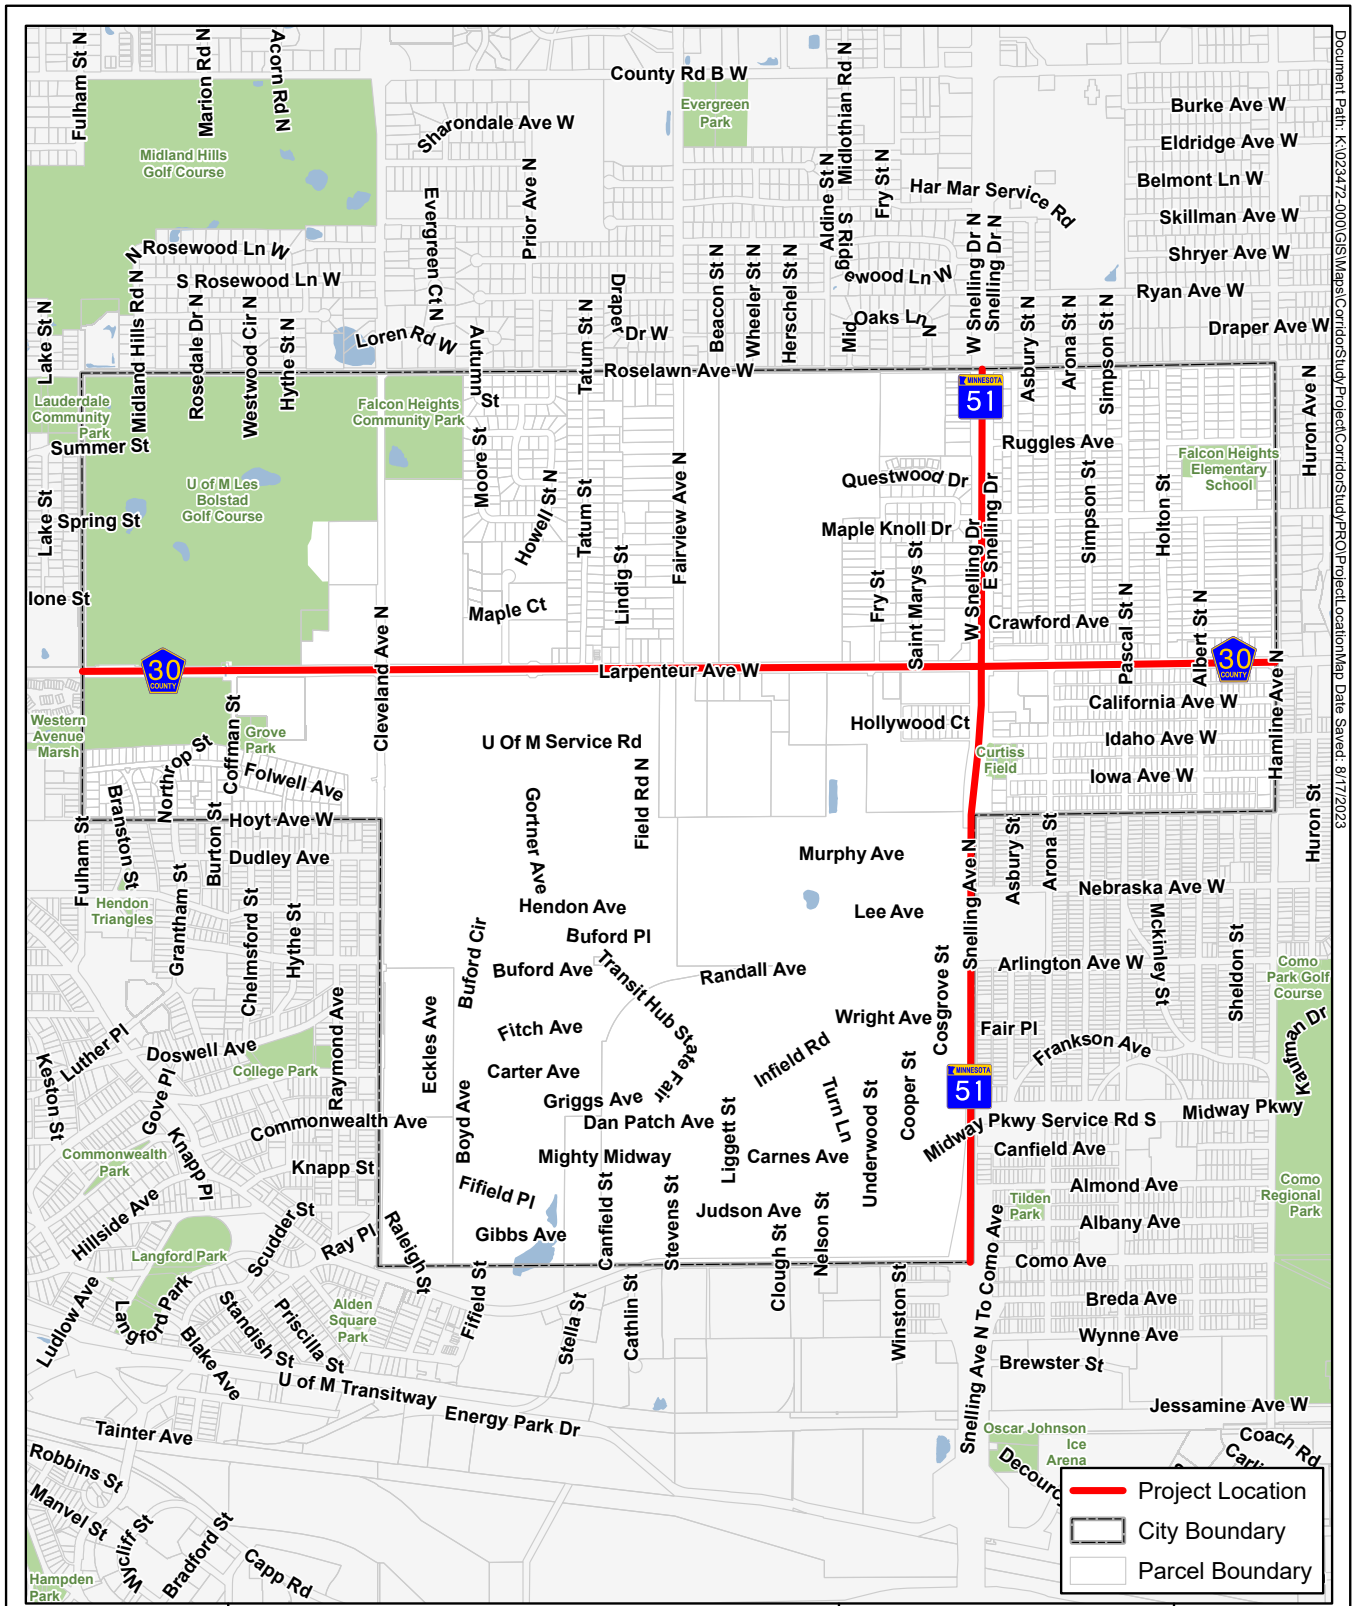 Fulham St N
Marion Rd N
Acorn Rd N
County Rd B W
Midlothian Rd N
Evergreen
Park
Burke Ave W
Eldridge Ave W
Belmont Ln W
Skillman Ave W
Shryer Ave W
Ryan Ave W
Draper Ave W
Sharondale Ave W
Midland Hills
Golf Course
Prior Ave N
Evergreen Ct N
Aldine St N
Fry St N
Har Mar Service Rd
S Ridg
ewood Ln W
Mid
Oaks Ln
N
W Snelling Dr N
Snelling Dr N
Rosewood Ln W
N
S Rosewood Ln W
Midland Hills Rd N
Rosedale Dr N
Westwood Cir N
Hythe St N
Lake St N
Loren Rd W
Autumn
St
Tatum St N
Draper
Dr W
Beacon St N
Wheeler St N
Herschel St N
Asbury St N
Arona St N
Simpson St N
Roselawn Ave W
MINNESOTA
51
Huron Ave N
Lauderdale
Community
Park
Summer St
Falcon Heights
Community Park
U of M Les
Bolstad
Golf Course
Lake St
Spring St
Ione St
Moore St
Howell St N
Tatum St
Lindig St
Fairview Ave N
Maple Ct
Questwood Dr
Maple Knoll Dr
Fry St
Saint Marys St
W Snelling Dr
E Snelling Dr
Ruggles Ave
Falcon Heights
Elementary
School
Simpson St
Holton St
Crawford Ave
Pascal St N
Albert St N
Cleveland Ave N
30
COUNTY
Larpenteur Ave W
30
COUNTY
Hamline Ave N
California Ave W
Idaho Ave W
Iowa Ave W
Hollywood Ct
Curtiss
Field
Western
Avenue
Marsh
Grove
Park
Coffman St
Northrop St
Folwell Ave
U Of M Service Rd
Field Rd N
Gortner Ave
Branston St
Burton St
Hoyt Ave W
Dudley Ave
Fulham St
Grantham St
Chelmsford St
Hythe St
Hendon
Triangles
Huron St
Murphy Ave
Snelling Ave N
Asbury St
Arona St
Nebraska Ave W
Hendon Ave
Lee Ave
Buford Pl
Buford Cir
Buford Ave
Transit Hub St
Randall Ave
Arlington Ave W
Mckinley St
Sheldon St
Como
Park Golf
Course
Cosgrove St
Wright Ave
Fair Pl
Frankson Ave
Kaufman Dr
Luther Pl
Doswell Ave
Raymond Ave
College Park
Keston St
Gove Pl
Eckles Ave
Fitch Ave
Carter Ave
Griggs Ave
ate Fair
Infield Rd
Turn Ln
Underwood St
Cooper St
MINNESOTA
51
Commonwealth Ave
Boyd Ave
Dan Patch Ave
Midway Pkwy Service Rd S
Midway Pkwy
Canfield Ave
Commonwealth
Park
Knapp Pl
Knapp St
Mighty Midway
Liggett St
Carnes Ave
Almond Ave
Como
Regional
Park
Tilden
Park
Hillside Ave
Fifield Pl
Canfield St
Stevens St
Judson Ave
Nelson St
Albany Ave
Scudder St
Ray Pl
Raleigh St
Gibbs Ave
Clough St
Langford Park
Como Ave
Breda Ave
Wynne Ave
Brewster St
Ludlow Ave
Langford Park
Standish St
Priscilla St
Blake Ave
Alden
Square
Park
Fifield St
Stella St
Cathlin St
Winston St
Snelling Ave N To Como Ave
U of M Transitway
Energy Park Dr
Jessamine Ave W
Tainter Ave
Oscar Johnson
Ice
Arena
Coach Rd
Robbins St
Manvel St
Wycliff St
Bradford St
Capp Rd
Hampden
Park
Project Location
City Boundary
Parcel Boundary
Document Path: K:\023472-000\GIS\Maps\CorridorStudyProject\CorridorStudyPRO\ProjectLocationMap Date Saved: 8/17/2023